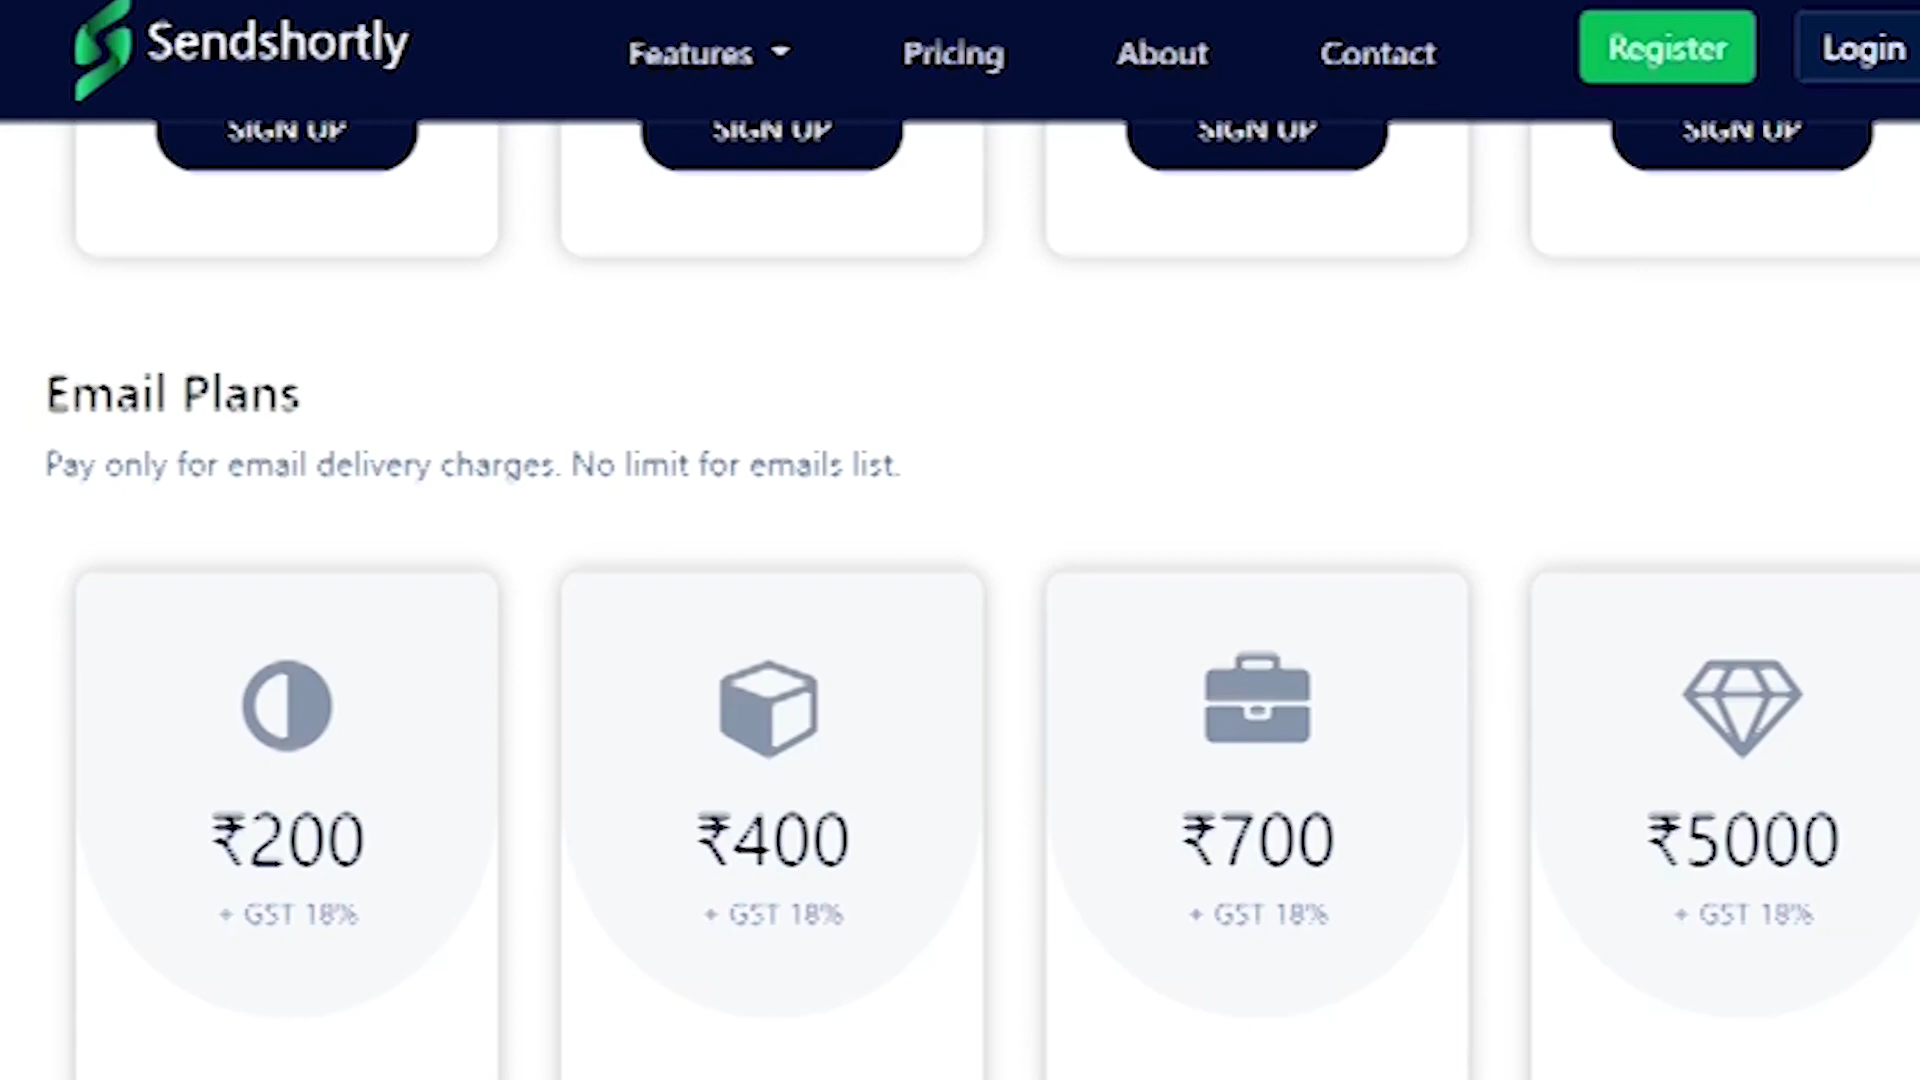 Sendshortly
Features
Pricing
About
Contact
Register
Login
SIGN UP
SIGN UP
SIGN UP
SIGN UP
Email Plans
Pay only for email delivery charges. No limit for emails list.
₹200
+ GST 18%
₹400
+ GST 18%
₹700
+ GST 18%
₹5000
+ GST 18%